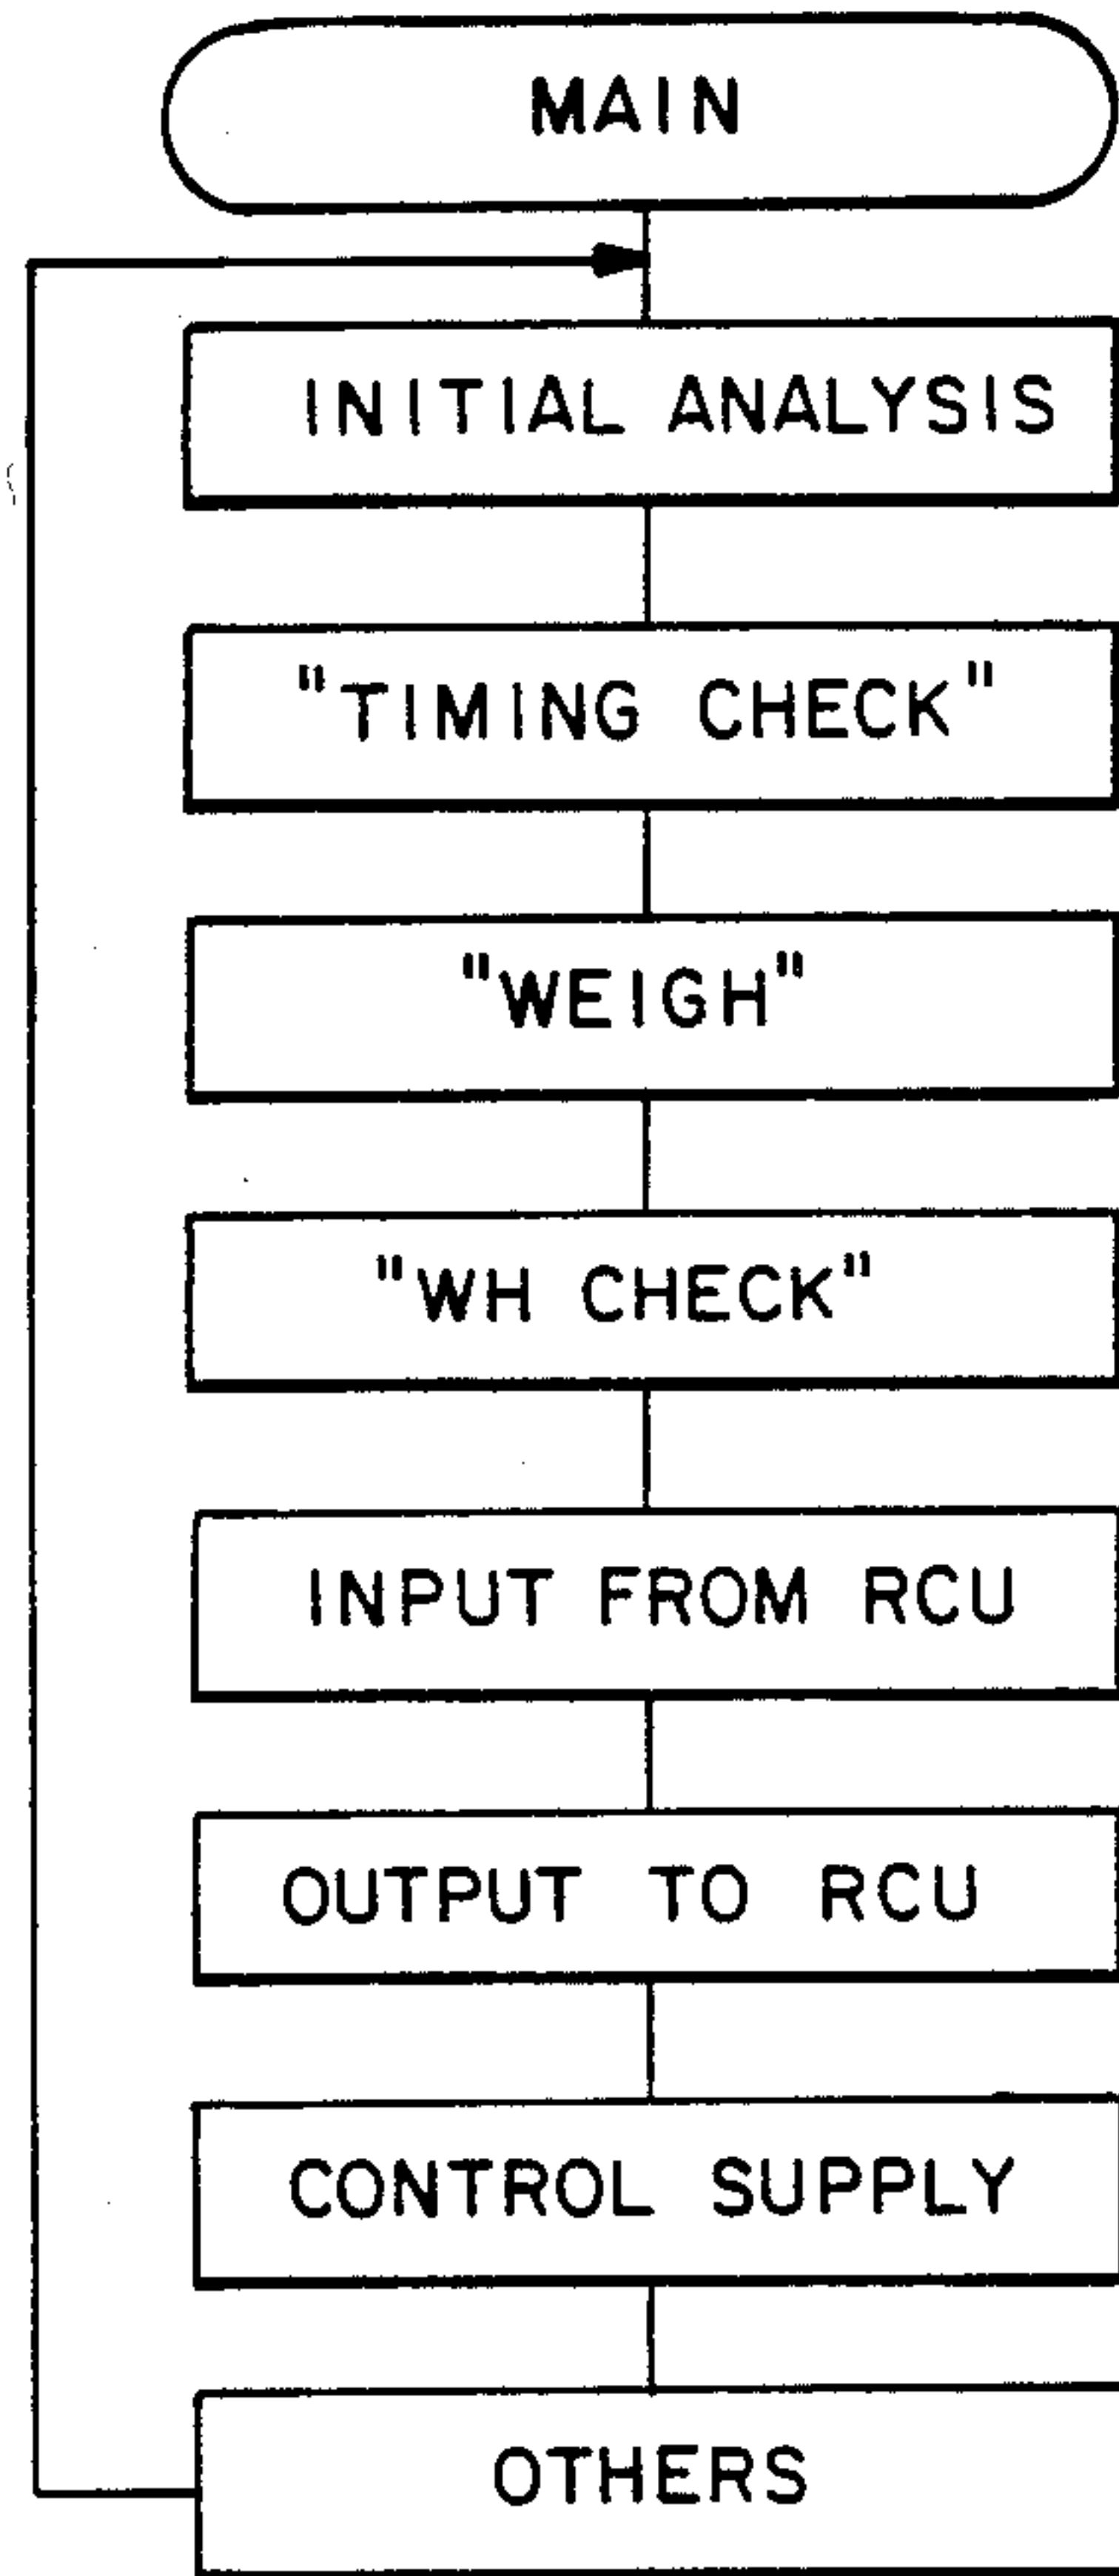 MAIN
INITIAL ANALYSIS
"TIMING CHECK"
"WEIGH"
"WH CHECK"
INPUT FROM RCU
OUTPUT TO RCU
CONTROL SUPPLY
OTHERS